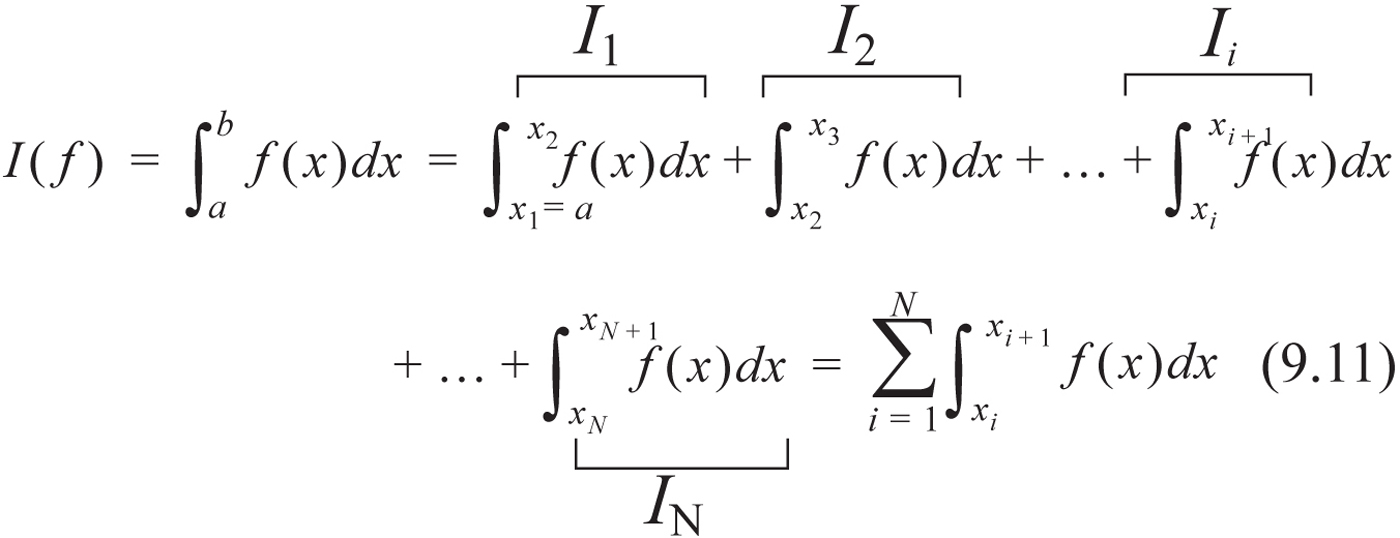 I₁ I₂ Iᵢ
I(f) = ∫ₐᵇ f(x)dx = ∫_{x₁=a}^{x₂} f(x)dx + ∫_{x₂}^{x₃} f(x)dx + ... + ∫_{xᵢ}^{xᵢ₊₁} f(x)dx
+ ... + ∫_{x_N}^{x_{N+1}} f(x)dx = ∑_{i=1}^{N} ∫_{xᵢ}^{xᵢ₊₁} f(x)dx (9.11)
I_N